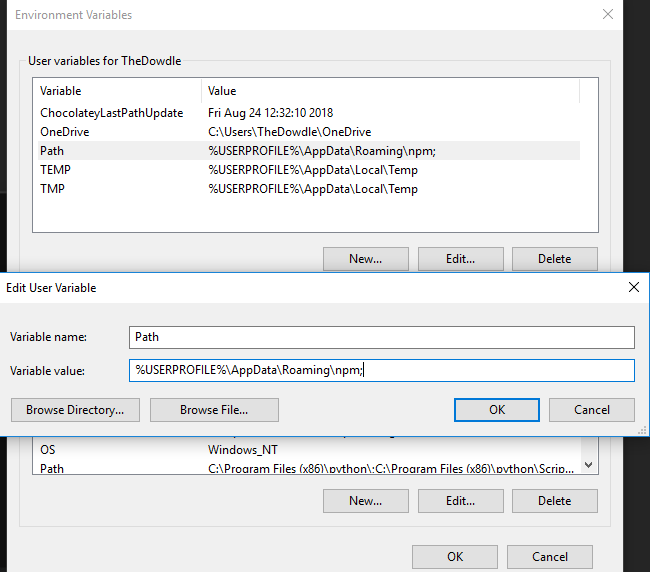 Environment Variables
User variables for TheDowdle
Variable Value
ChocolateyLastPathUpdate Fri Aug 24 12:32:10 2018
OneDrive C:\Users\TheDowdle\OneDrive
Path %USERPROFILE%\AppData\Roaming\npm;
TEMP %USERPROFILE%\AppData\Local\Temp
TMP %USERPROFILE%\AppData\Local\Temp
New... Edit... Delete
Edit User Variable
Variable name: Path
Variable value: %USERPROFILE%\AppData\Roaming\npm;
Browse Directory... Browse File... OK Cancel
OS Windows_NT
Path C:\Program Files (x86)\python\;C:\Program Files (x86)\python\Scrip...
New... Edit... Delete
OK Cancel